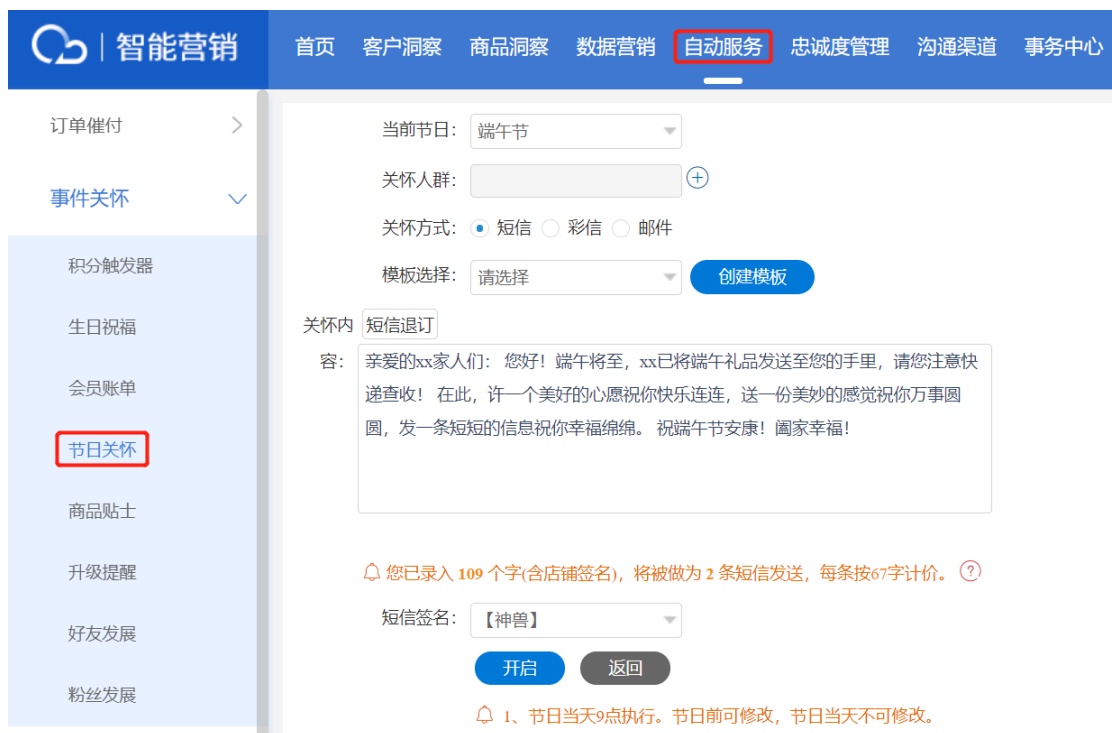 智能营销
首页 客户洞察 商品洞察 数据营销 自动服务 忠诚度管理 沟通渠道 事务中心
订单催付
事件关怀
积分触发器
生日祝福
会员账单
节日关怀
商品贴士
升级提醒
好友发展
粉丝发展
当前节日： 端午节
关怀人群：
关怀方式： 短信 彩信 邮件
模板选择： 请选择 创建模板
关怀内 短信退订
容： 亲爱的xx家人们： 您好！端午将至，xx已将端午礼品发送至您的手里，请您注意快
递查收！ 在此，许一个美好的心愿祝你快乐连连，送一份美妙的感觉祝你万事圆
圆，发一条短短的信息祝你幸福绵绵。 祝端午节安康！阖家幸福！
您已录入 109 个字(含店铺签名)，将被做为 2 条短信发送，每条按67字计价。 ?
短信签名： 【神兽】
开启 返回
1、节日当天9点执行。节日前可修改，节日当天不可修改。